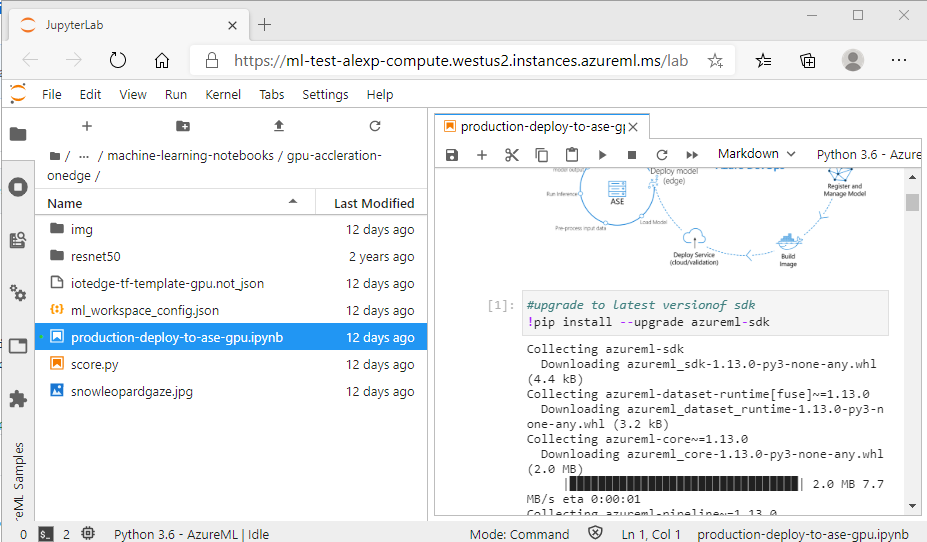 JupyterLab
https://ml-test-alexp-compute.westus2.instances.azureml.ms/lab
File Edit View Run Kernel Tabs Settings Help
/ ... / machine-learning-notebooks / gpu-accleration-
onedge /
Name Last Modified
img 12 days ago
resnet50 2 years ago
iotedge-tf-template-gpu.not_json 12 days ago
ml_workspace_config.json 12 days ago
production-deploy-to-ase-gpu.ipynb 12 days ago
score.py 12 days ago
snowleopardgaze.jpg 12 days ago
production-deploy-to-ase-gp
Markdown Python 3.6 - Azure
Deploy model
(edge)
Run Inference
ASE
Load Model
Pre-process input data
Register and
Manage Model
Deploy Service
(cloud/validation)
Build
Image
[1]: #upgrade to latest versionof sdk
!pip install --upgrade azureml-sdk
Collecting azureml-sdk
Downloading azureml_sdk-1.13.0-py3-none-any.whl
(4.4 kB)
Collecting azureml-dataset-runtime[fuse]~=1.13.0
Downloading azureml_dataset_runtime-1.13.0-py3-n
one-any.whl (3.2 kB)
Collecting azureml-core~=1.13.0
Downloading azureml_core-1.13.0-py3-none-any.whl
(2.0 MB)
| 2.0 MB 7.7
MB/s eta 0:00:01
Collecting azureml-pipeline~=1.13.0
reML Samples
0 2 Python 3.6 - AzureML | Idle Mode: Command Ln 1, Col 1 production-deploy-to-ase-gpu.ipynb